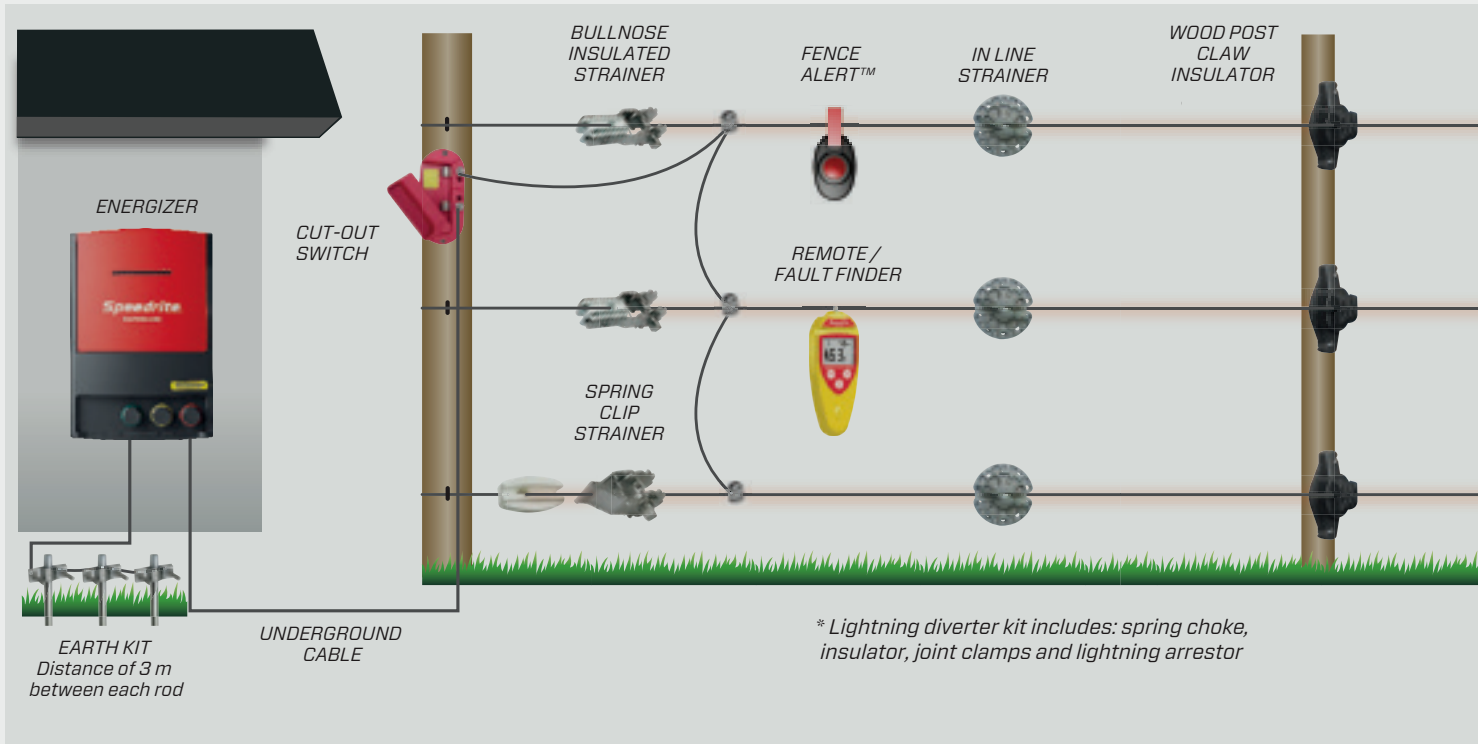 BULLNOSE
INSULATED
STRAINER
FENCE
ALERT™
IN LINE
STRAINER
WOOD POST
CLAW
INSULATOR
ENERGIZER
Speedrite
CUT-OUT
SWITCH
REMOTE /
FAULT FINDER
SPRING
CLIP
STRAINER
EARTH KIT
Distance of 3 m
between each rod
UNDERGROUND
CABLE
* Lightning diverter kit includes: spring choke,
insulator, joint clamps and lightning arrestor